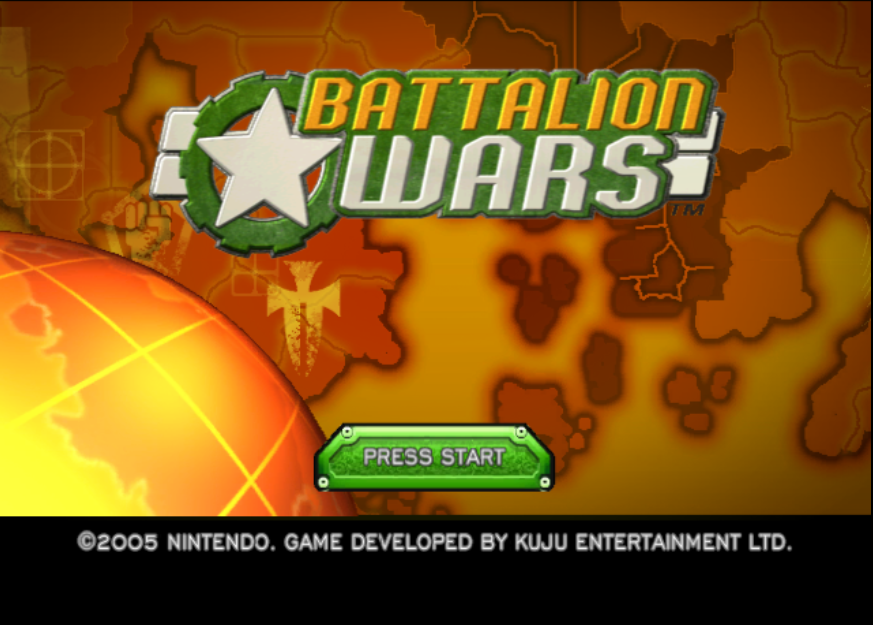 BATTALION
WARS
TM
PRESS START
©2005 NINTENDO. GAME DEVELOPED BY KUJU ENTERTAINMENT LTD.